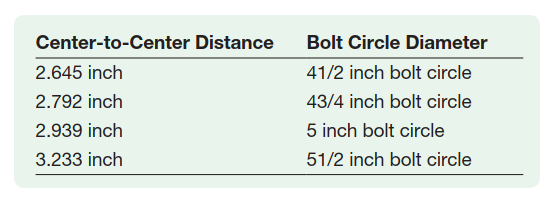 Center-to-Center Distance Bolt Circle Diameter
2.645 inch 41/2 inch bolt circle
2.792 inch 43/4 inch bolt circle
2.939 inch 5 inch bolt circle
3.233 inch 51/2 inch bolt circle